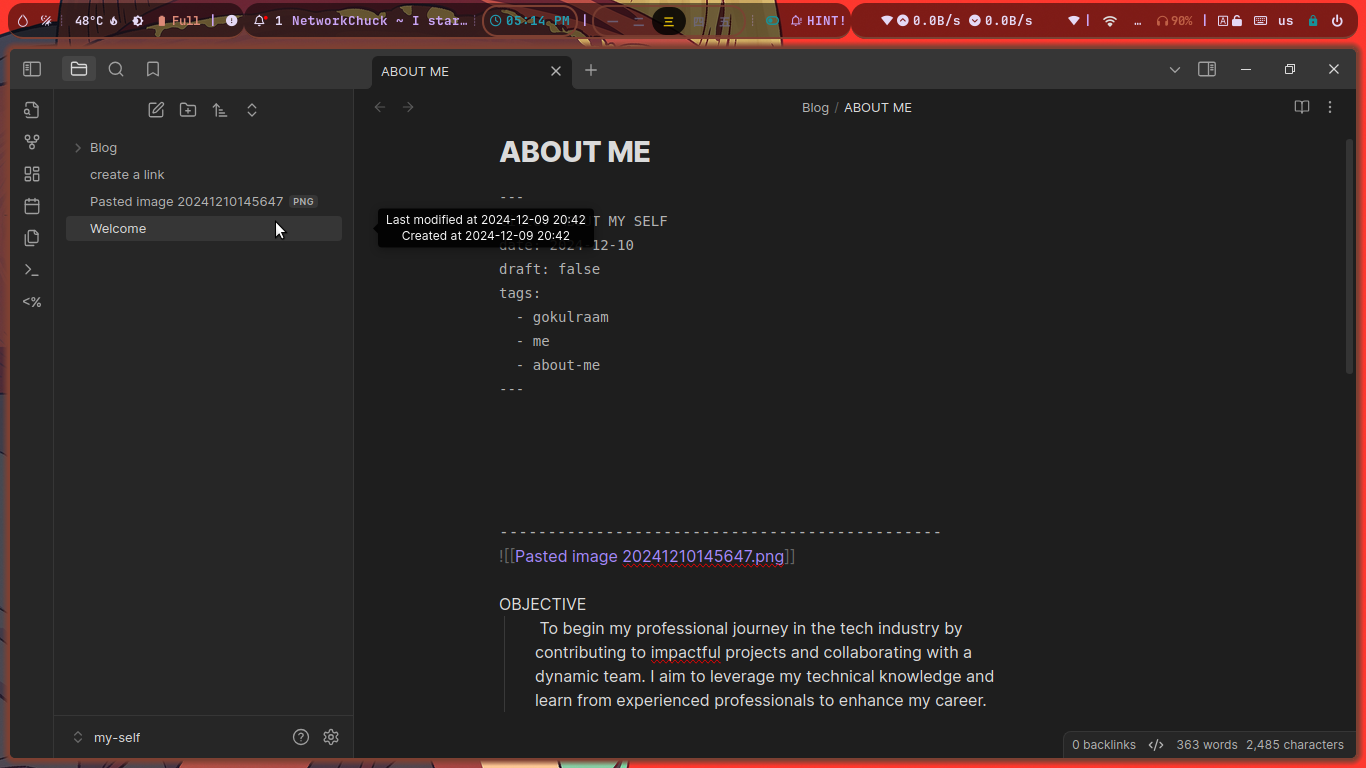 48°C Full | 1 NetworkChuck ~ I star… 05:14 PM HINT! 0.0B/s 0.0B/s | … 90% | A us
ABOUT ME
Blog / ABOUT ME
Blog
create a link
Pasted image 20241210145647 PNG
Welcome
<%
my-self
ABOUT ME
---
T MY SELF
Last modified at 2024-12-09 20:42
Created at 2024-12-09 20:42
date: 2024-12-10
draft: false
tags:
- gokulraam
- me
- about-me
---
----------------------------------------------
![[Pasted image 20241210145647.png]]
OBJECTIVE
To begin my professional journey in the tech industry by
contributing to impactful projects and collaborating with a
dynamic team. I aim to leverage my technical knowledge and
learn from experienced professionals to enhance my career.
0 backlinks </> 363 words 2,485 characters